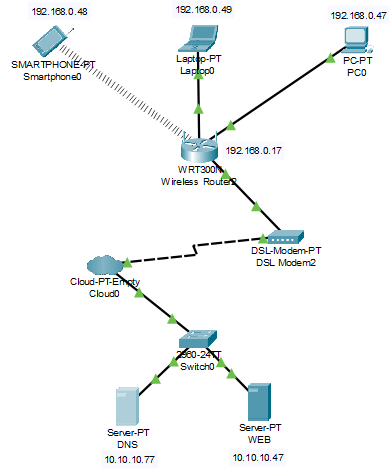 192.168.0.48
192.168.0.49
192.168.0.47
SMARTPHONE-PT
Smartphone0
Laptop-PT
Laptop0
PC-PT
PC0
192.168.0.17
WRT300N
Wireless Router2
DSL-Modem-PT
DSL Modem2
Cloud-PT-Empty
Cloud0
2960-24TT
Switch0
Server-PT
DNS
10.10.10.77
Server-PT
WEB
10.10.10.47